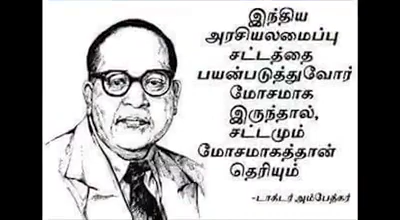 இந்திய
அரசியலமைப்பு
சட்டத்தை
பயன்படுத்துவோர்
மோசமாக
இருந்தால்,
சட்டமும்
மோசமாகத்தான்
தெரியும்
-டாக்டர் அம்பேத்கர்